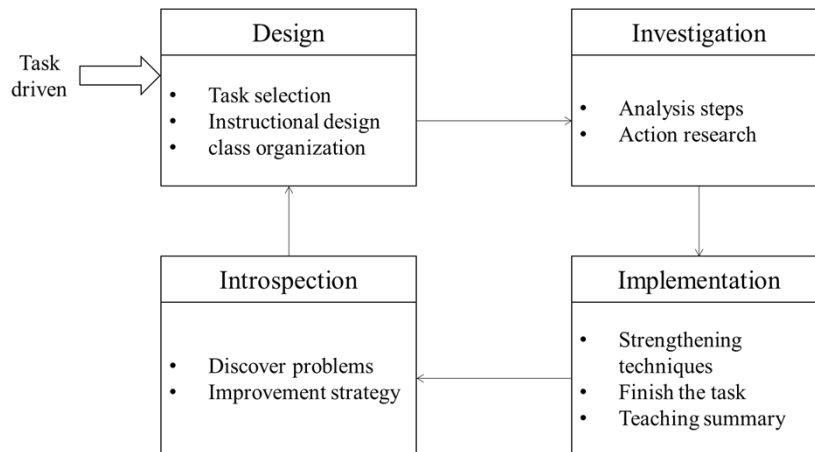 Task
driven
Design
• Task selection
• Instructional design
• class organization
Investigation
• Analysis steps
• Action research
Introspection
• Discover problems
• Improvement strategy
Implementation
• Strengthening
techniques
• Finish the task
• Teaching summary